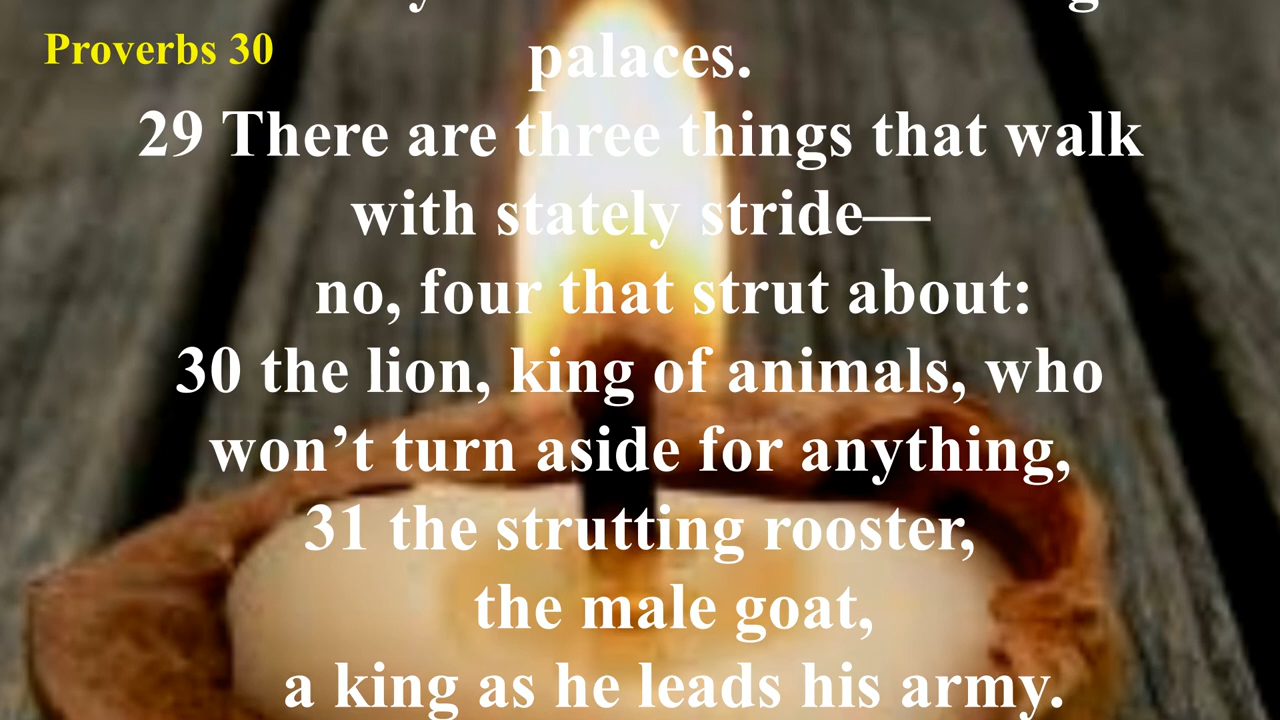 Proverbs 30
palaces.
29 There are three things that walk
with stately stride—
no, four that strut about:
30 the lion, king of animals, who
won’t turn aside for anything,
31 the strutting rooster,
the male goat,
a king as he leads his army.